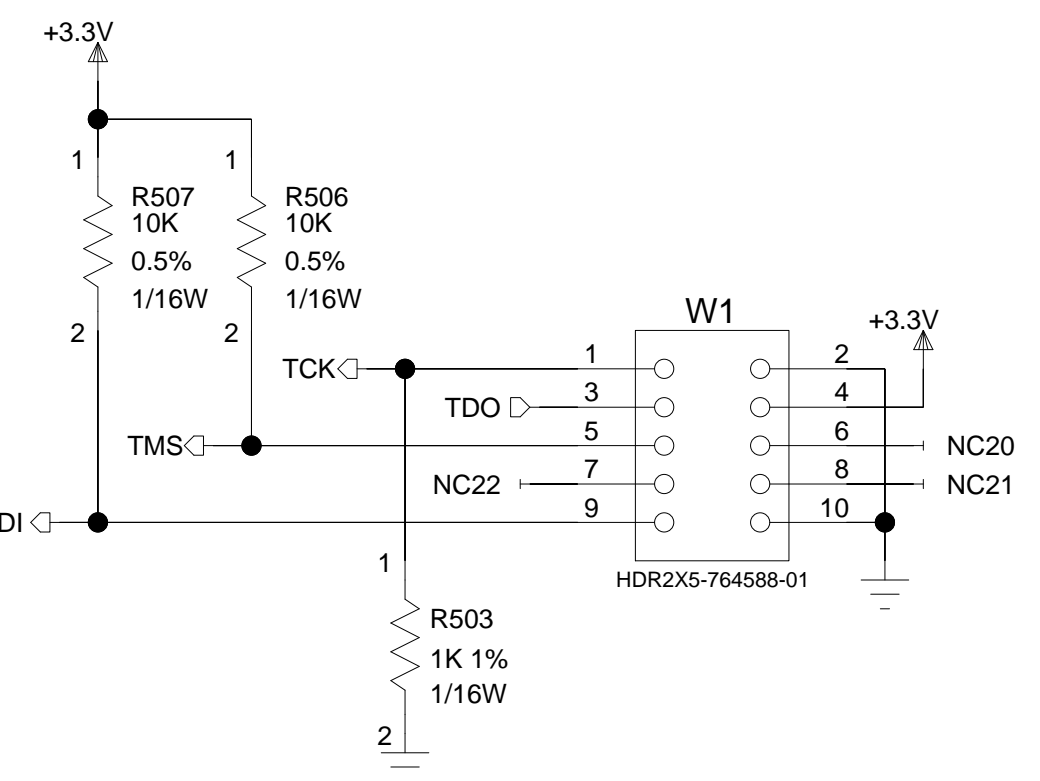 +3.3V
1
R507
10K
0.5%
1/16W
2
1
R506
10K
0.5%
1/16W
2
W1
+3.3V
TCK
1
2
TDO
3
4
TMS
5
6
NC20
NC22
7
8
NC21
DI
9
10
HDR2X5-764588-01
1
R503
1K 1%
1/16W
2